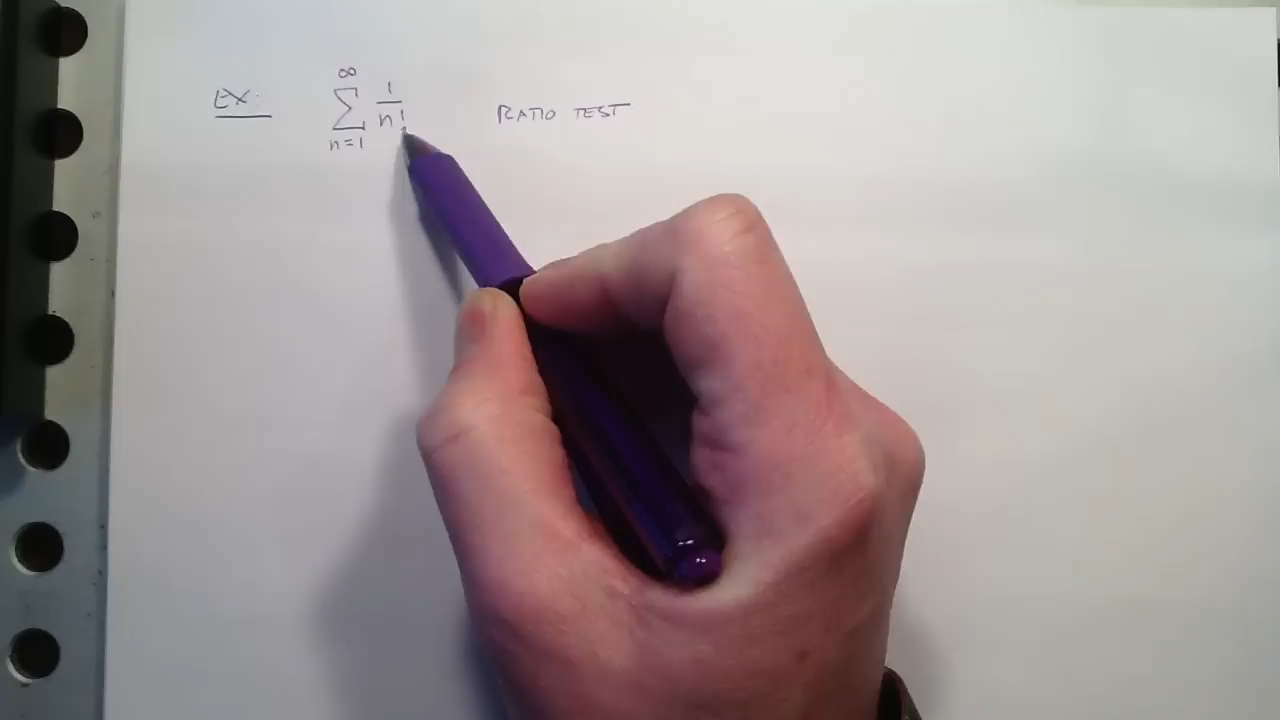 EX: ∞ ∑ n=1 1/n! RATIO TEST